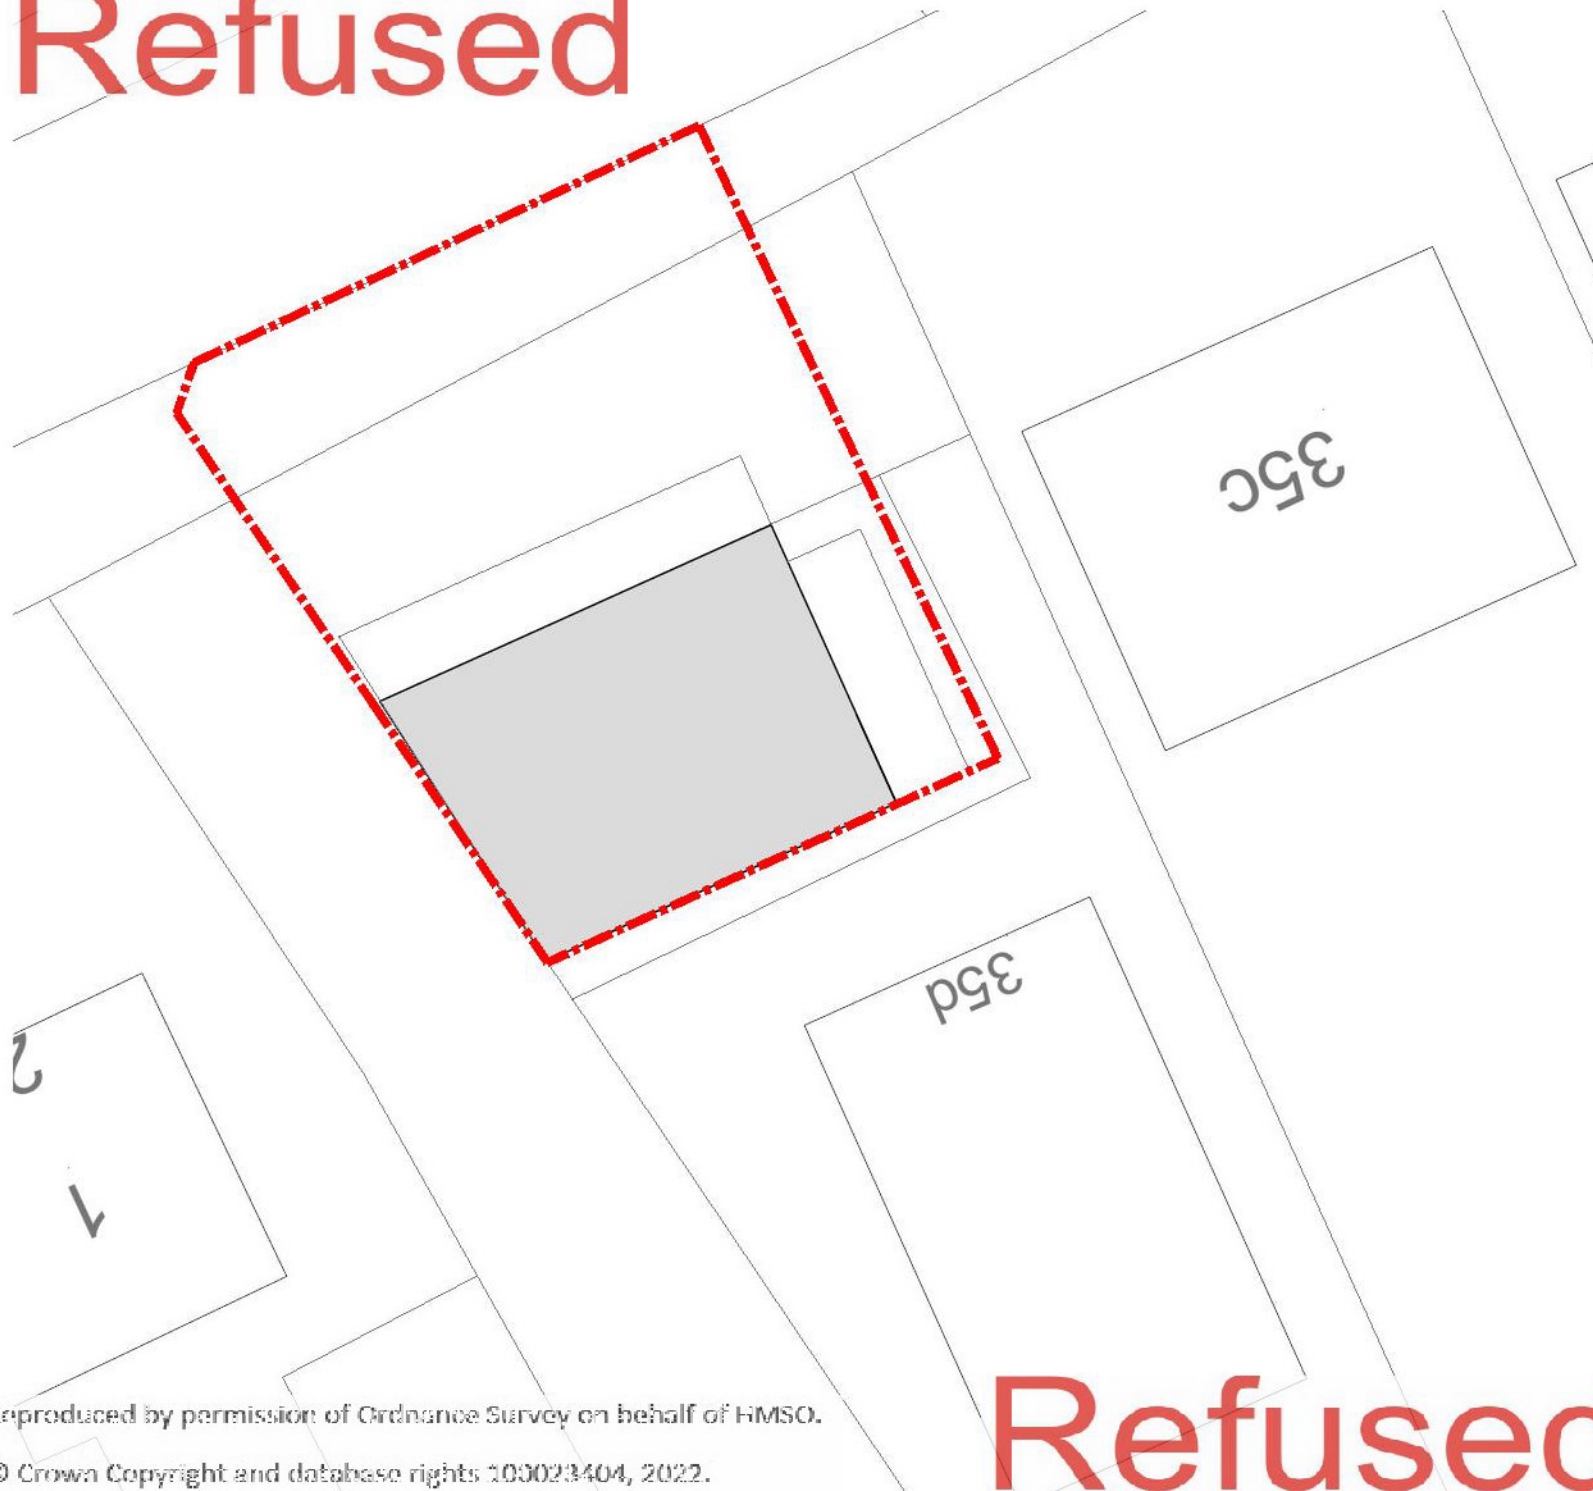 Refused
35c
35d
2
1
eproduced by permission of Ordnance Survey on behalf of HMSO.
© Crown Copyright and database rights 100023404, 2022.
Refused